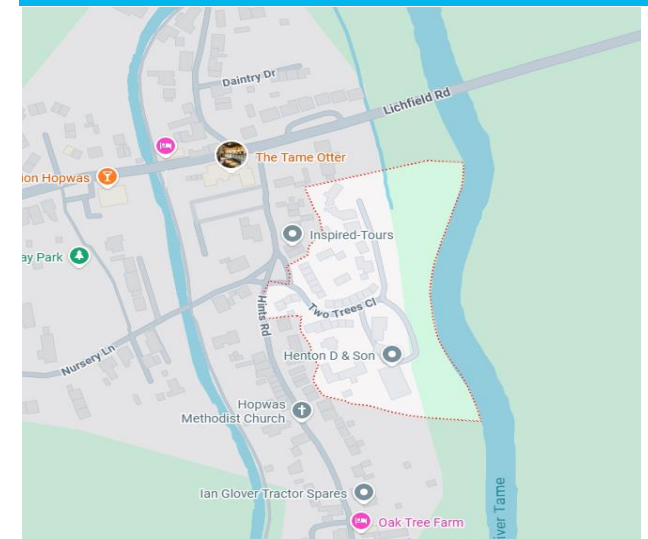 Daintry Dr
Lichfield Rd
The Tame Otter
ion Hopwas
Inspired-Tours
ay Park
Hints Rd
Two Trees Cl
Nursery Ln
Henton D & Son
Hopwas
Methodist Church
Ian Glover Tractor Spares
Oak Tree Farm
iver Tame